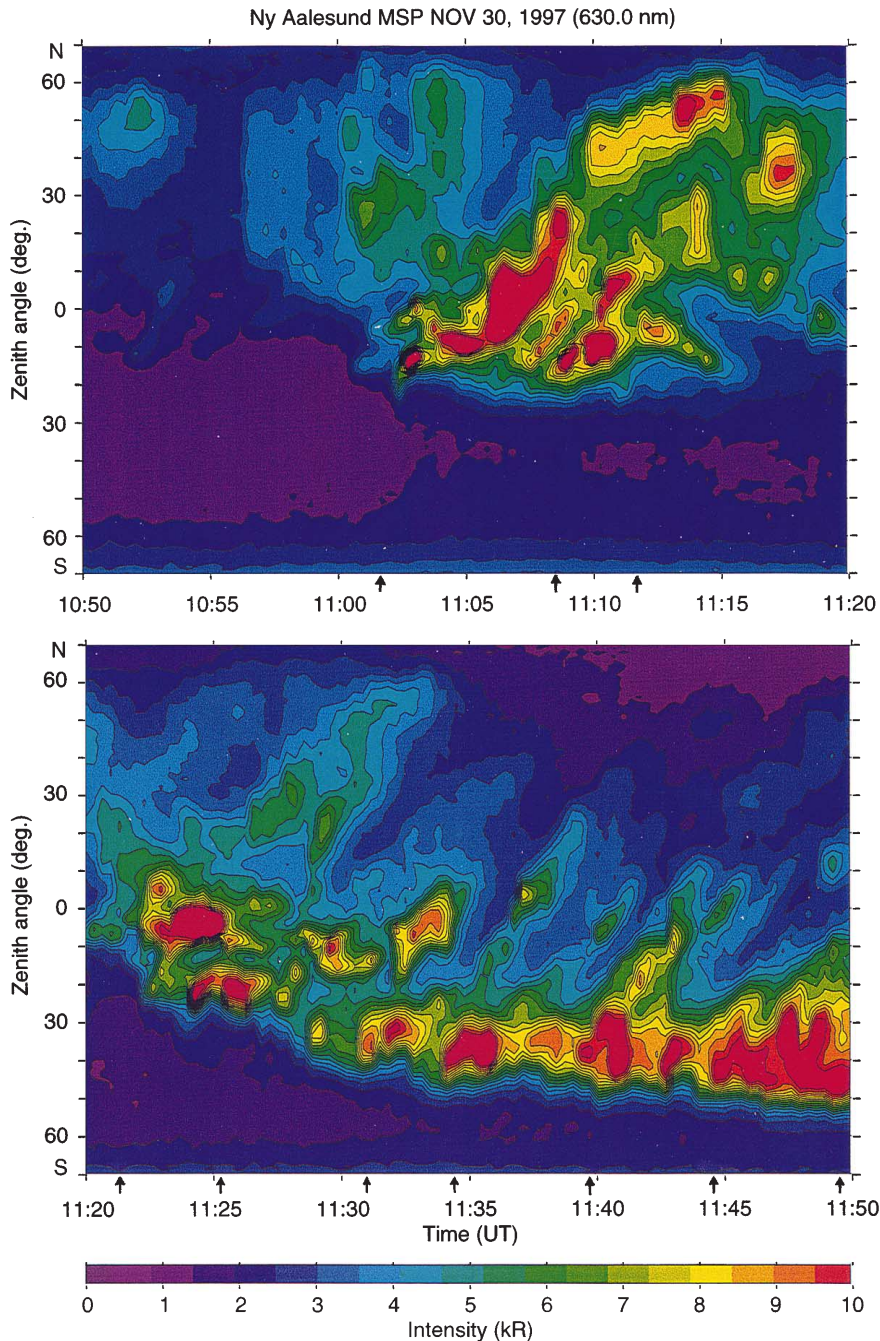 Ny Aalesund MSP NOV 30, 1997 (630.0 nm)
N
60
30
0
30
60
S
Zenith angle (deg.)
10:50 10:55 11:00 11:05 11:10 11:15 11:20
N
60
30
0
30
60
S
Zenith angle (deg.)
11:20 11:25 11:30 11:35 11:40 11:45 11:50
Time (UT)
0 1 2 3 4 5 6 7 8 9 10
Intensity (kR)